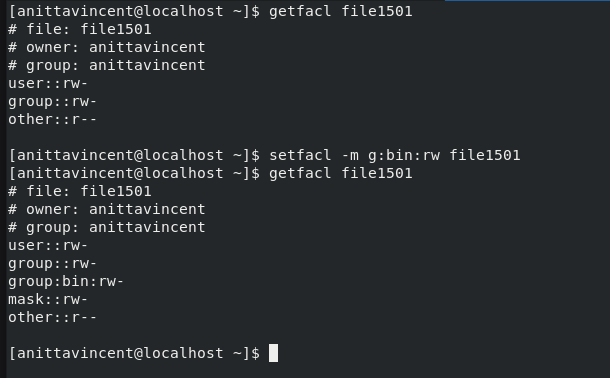 [anittavincent@localhost ~]$ getfacl file1501
# file: file1501
# owner: anittavincent
# group: anittavincent
user::rw-
group::rw-
other::r--
[anittavincent@localhost ~]$ setfacl -m g:bin:rw file1501
[anittavincent@localhost ~]$ getfacl file1501
# file: file1501
# owner: anittavincent
# group: anittavincent
user::rw-
group::rw-
group:bin:rw-
mask::rw-
other::r--
[anittavincent@localhost ~]$